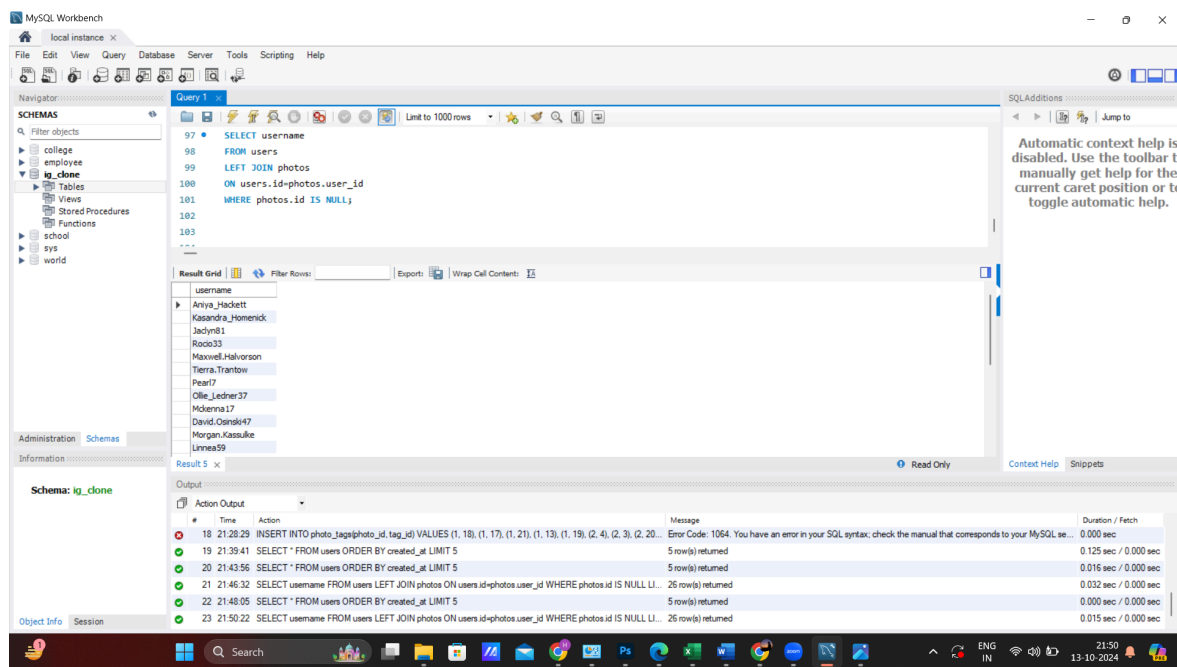 MySQL Workbench
local instance
File Edit View Query Database Server Tools Scripting Help
Navigator
SCHEMAS
Filter objects
college
employee
ig_clone
Tables
Views
Stored Procedures
Functions
school
sys
world
Administration Schemas
Information
Schema: ig_clone
Object Info Session
Query 1
Limit to 1000 rows
97 SELECT username
98 FROM users
99 LEFT JOIN photos
100 ON users.id=photos.user_id
101 WHERE photos.id IS NULL;
102
103
Result Grid Filter Rows: Export: Wrap Cell Content:
username
Aniya_Hackett
Kasandra_Homenick
Jaclyn81
Rocio33
Maxwell.Halvorson
Tierra.Trantow
Pearl7
Ollie_Ledner37
Mckenna17
David.Osinski47
Morgan.Kassulke
Linnea59
Result 5 Read Only
SQLAdditions
Jump to
Automatic context help is
disabled. Use the toolbar t
manually get help for the
current caret position or to
toggle automatic help.
Context Help Snippets
Output
Action Output
# Time Action Message Duration / Fetch
18 21:28:29 INSERT INTO photo_tags(photo_id, tag_id) VALUES (1, 18), (1, 17), (1, 21), (1, 13), (1, 19), (2, 4), (2, 3), (2, 20... Error Code: 1064. You have an error in your SQL syntax; check the manual that corresponds to your MySQL se... 0.000 sec
19 21:39:41 SELECT * FROM users ORDER BY created_at LIMIT 5 5 row(s) returned 0.125 sec / 0.000 sec
20 21:43:56 SELECT * FROM users ORDER BY created_at LIMIT 5 5 row(s) returned 0.016 sec / 0.000 sec
21 21:46:32 SELECT username FROM users LEFT JOIN photos ON users.id=photos.user_id WHERE photos.id IS NULL LI... 26 row(s) returned 0.032 sec / 0.000 sec
22 21:48:05 SELECT * FROM users ORDER BY created_at LIMIT 5 5 row(s) returned 0.000 sec / 0.000 sec
23 21:50:22 SELECT username FROM users LEFT JOIN photos ON users.id=photos.user_id WHERE photos.id IS NULL LI... 26 row(s) returned 0.015 sec / 0.000 sec
Search
ENG
IN
21:50
13-10-2024